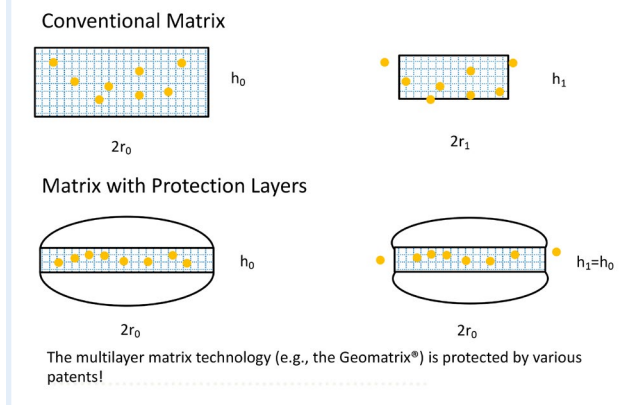 Conventional Matrix
h₀
h₁
2r₀
2r₁
Matrix with Protection Layers
h₀
h₁=h₀
2r₀
2r₀
The multilayer matrix technology (e.g., the Geomatrix®) is protected by various
patents!